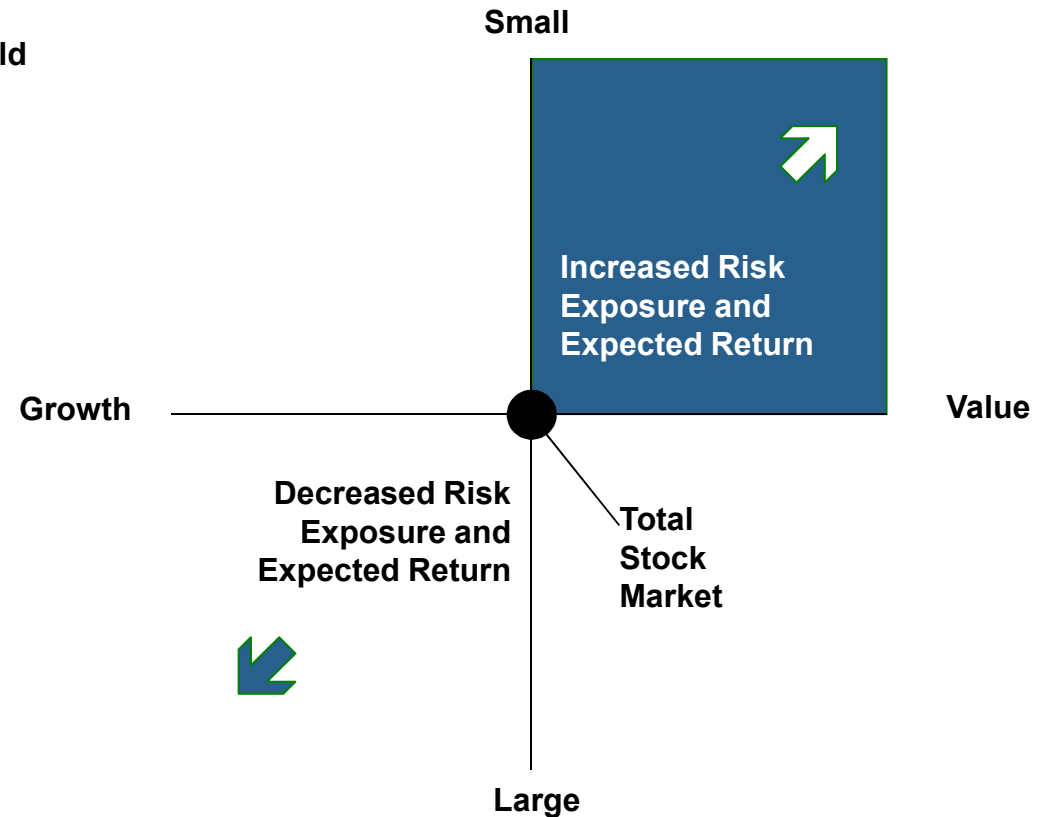 Small
ld
Increased Risk
Exposure and
Expected Return
Growth
Value
Decreased Risk
Exposure and
Expected Return
Total
Stock
Market
Large